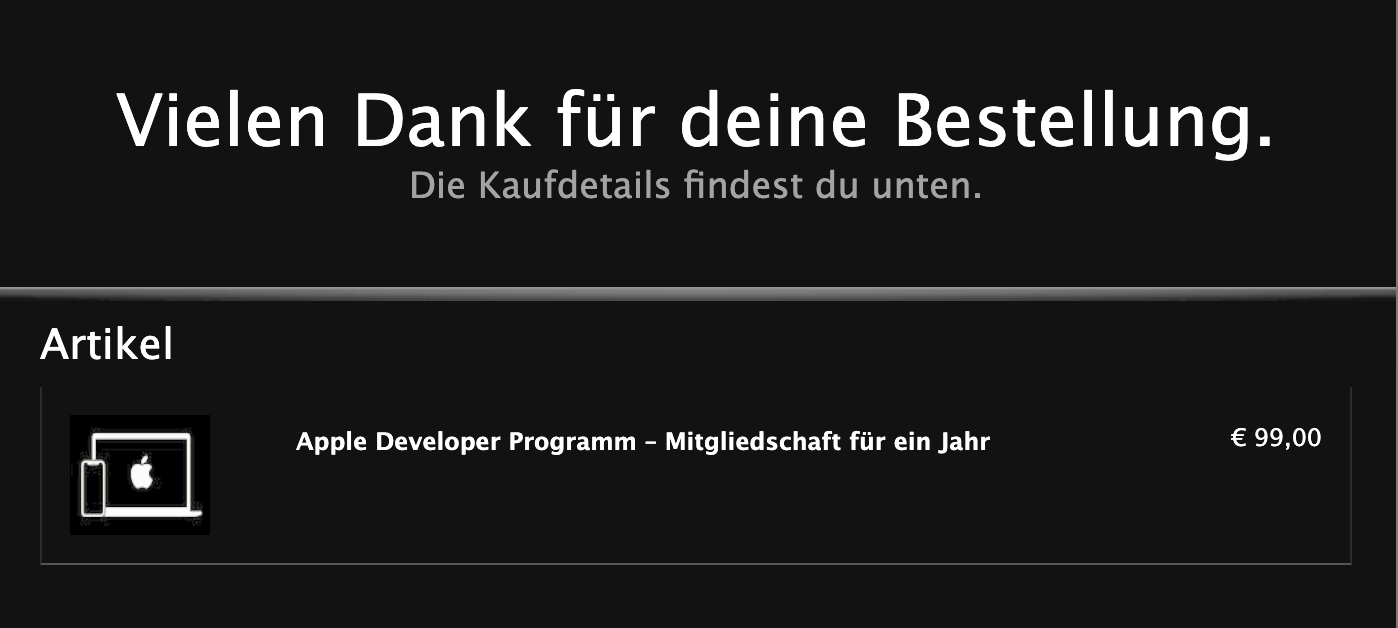 Vielen Dank für deine Bestellung.
Die Kaufdetails findest du unten.
Artikel
Apple Developer Programm – Mitgliedschaft für ein Jahr
€ 99,00